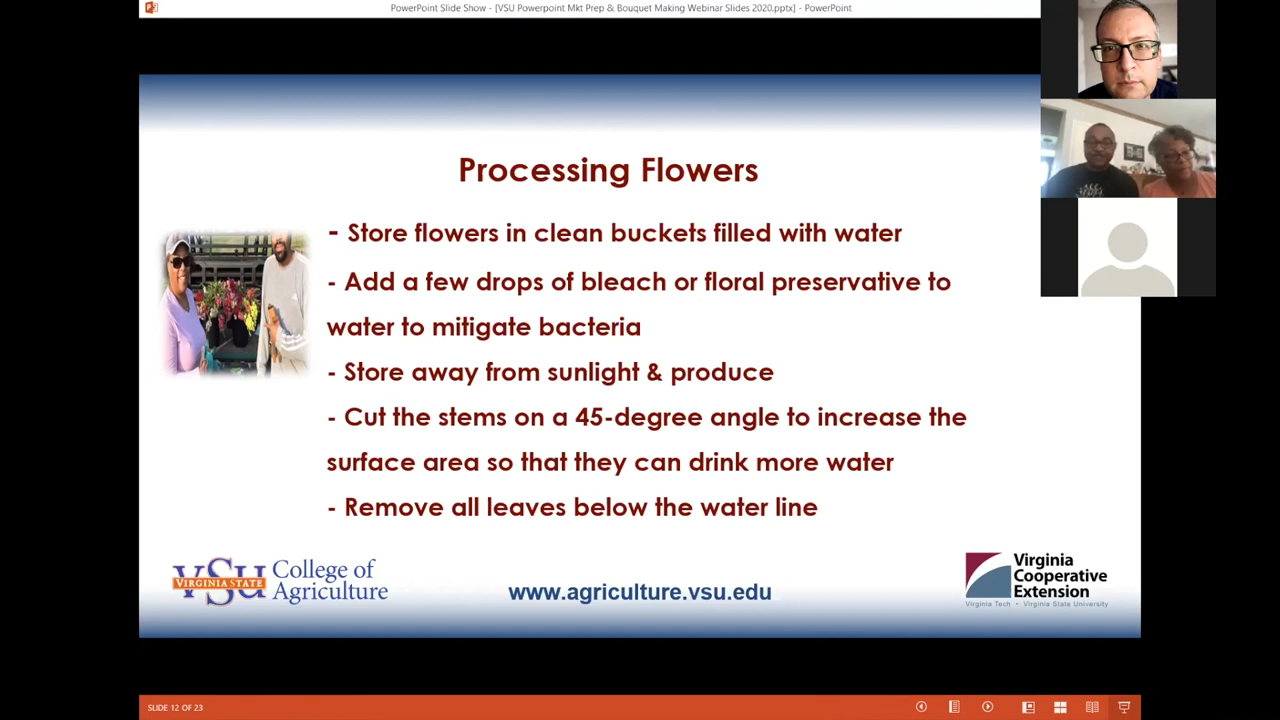 PowerPoint Slide Show - [VSU Powerpoint Mkt Prep & Bouquet Making Webinar Slides 2020.pptx] - PowerPoint
Processing Flowers
- Store flowers in clean buckets filled with water
- Add a few drops of bleach or floral preservative to
water to mitigate bacteria
- Store away from sunlight & produce
- Cut the stems on a 45-degree angle to increase the
surface area so that they can drink more water
- Remove all leaves below the water line
VSU
VIRGINIA STATE
College of
Agriculture
www.agriculture.vsu.edu
Virginia
Cooperative
Extension
Virginia Tech • Virginia State University
SLIDE 12 OF 23